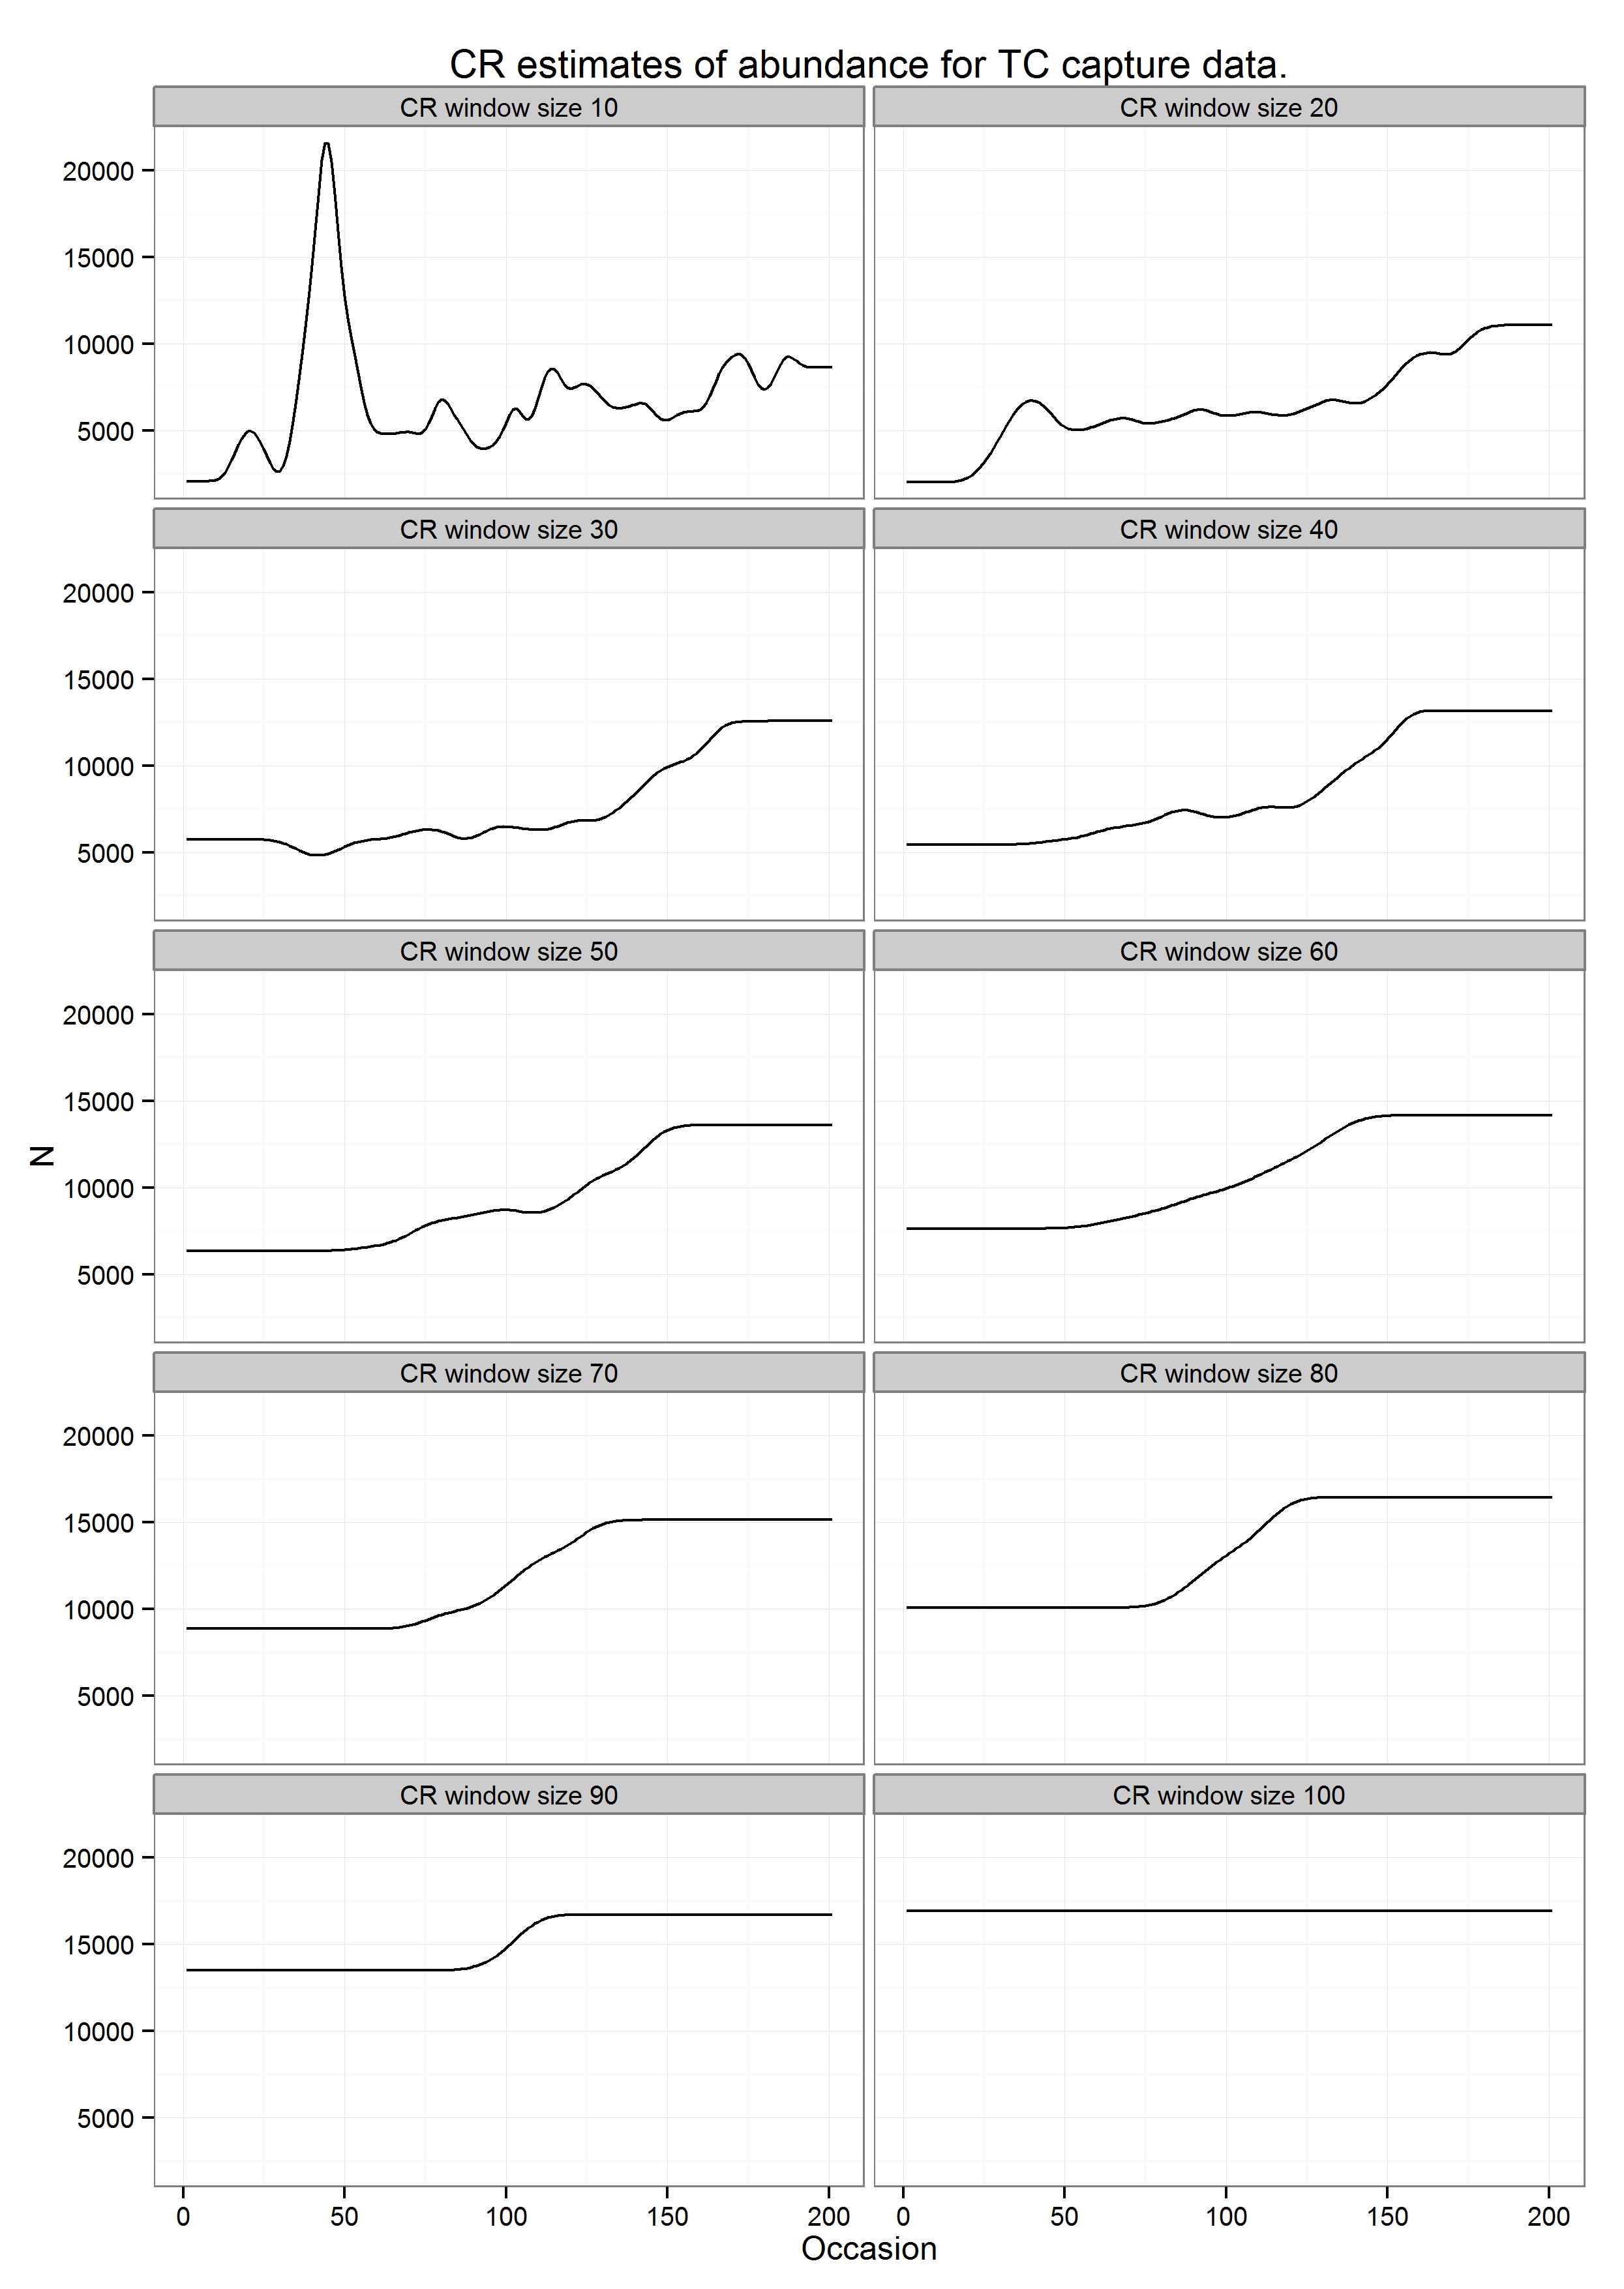 CR estimates of abundance for TC capture data.
CR window size 10
CR window size 20
20000
15000
10000
5000
CR window size 30
CR window size 40
20000
15000
10000
5000
CR window size 50
CR window size 60
20000
15000
10000
5000
N
CR window size 70
CR window size 80
20000
15000
10000
5000
CR window size 90
CR window size 100
20000
15000
10000
5000
0 50 100 150 200 0 50 100 150 200
Occasion